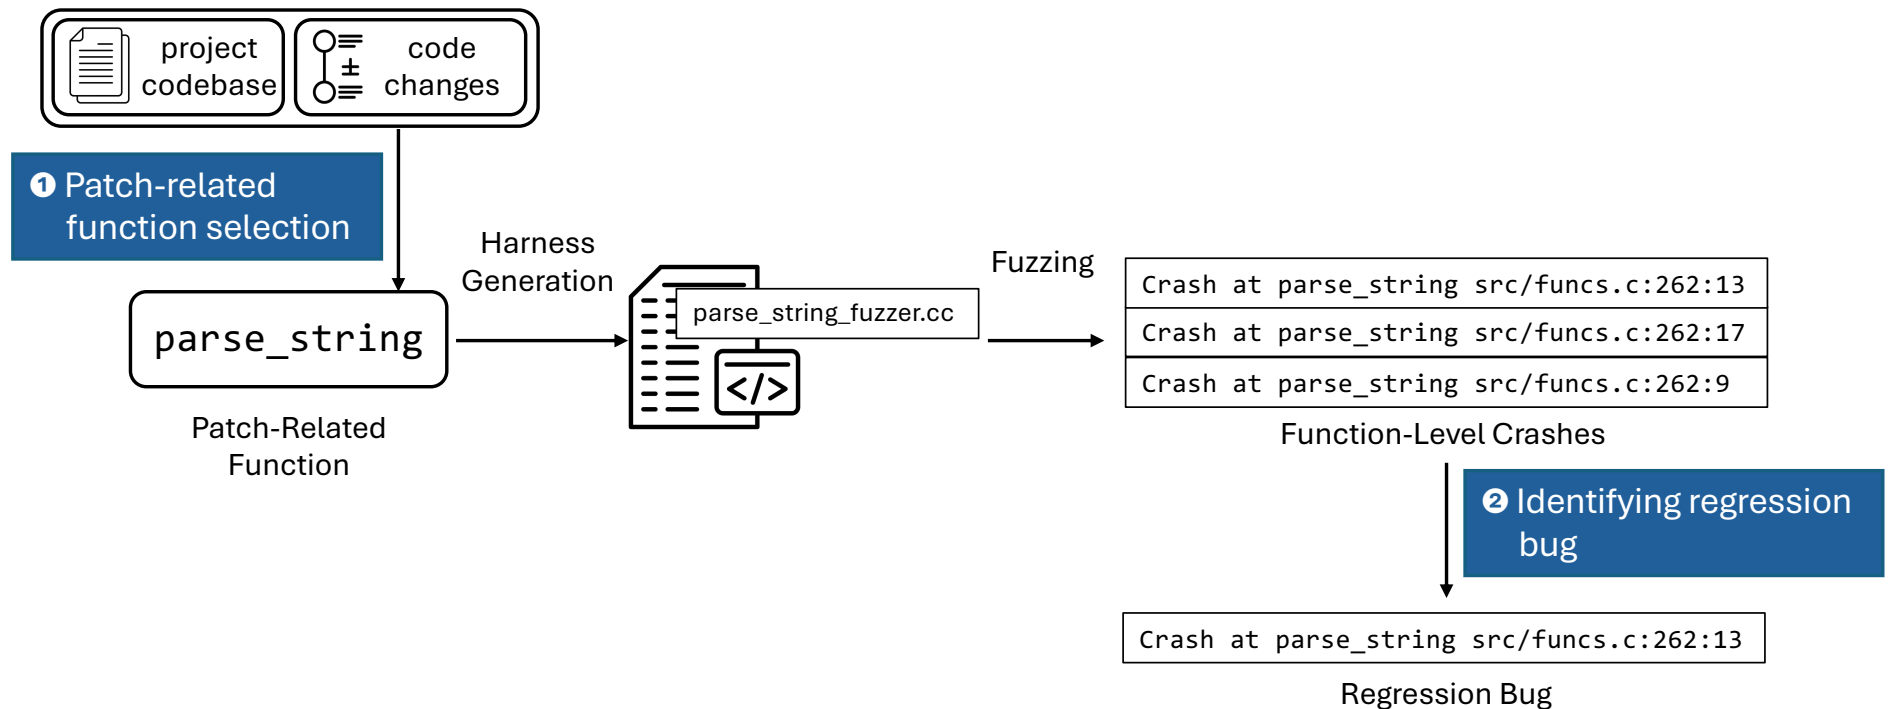 project
codebase
code
changes
❶ Patch-related
function selection
parse_string
Patch-Related
Function
Harness
Generation
parse_string_fuzzer.cc
</>
Fuzzing
Crash at parse_string src/funcs.c:262:13
Crash at parse_string src/funcs.c:262:17
Crash at parse_string src/funcs.c:262:9
Function-Level Crashes
❷ Identifying regression
bug
Crash at parse_string src/funcs.c:262:13
Regression Bug